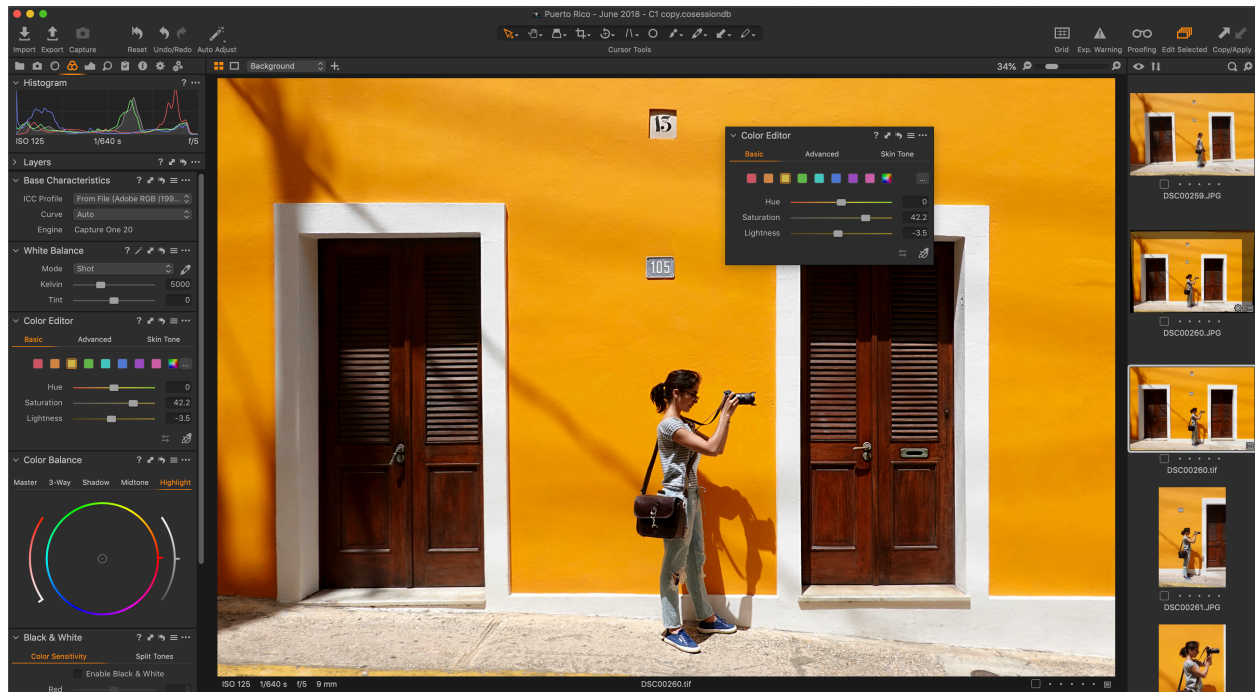 Puerto Rico - June 2018 - C1 copy.cosessiondb
Import Export Capture Reset Undo/Redo Auto Adjust
Cursor Tools
Grid Exp. Warning Proofing Edit Selected Copy/Apply
Background
34%
Histogram ? ...
ISO 125 1/640 s f/5
Layers ? ...
Base Characteristics ? ...
ICC Profile From File (Adobe RGB (199...
Curve Auto
Engine Capture One 20
White Balance ? ...
Mode Shot
Kelvin 5000
Tint 0
Color Editor ? ...
Basic Advanced Skin Tone
...
Hue 0
Saturation 42.2
Lightness -3.5
Color Balance ? ...
Master 3-Way Shadow Midtone Highlight
Black & White ? ...
Color Sensitivity Split Tones
Enable Black & White
Red 0
13
105
Color Editor ? ...
Basic Advanced Skin Tone
...
Hue 0
Saturation 42.2
Lightness -3.5
ISO 125 1/640 s f/5 9 mm
DSC00260.tif
DSC00259.JPG
DSC00260.JPG
DSC00260.tif
DSC00261.JPG